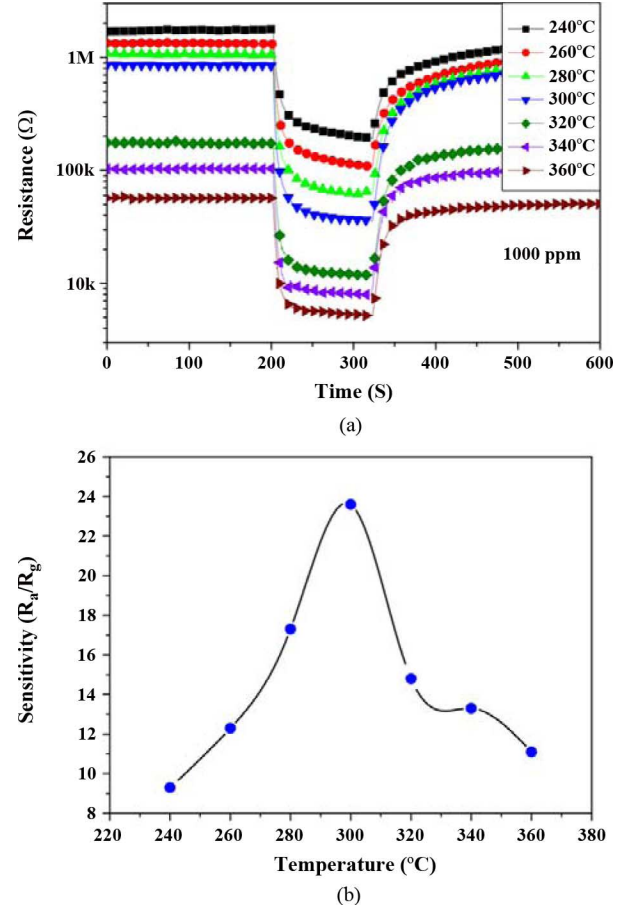 1M
100k
10k
Resistance (Ω)
240°C
260°C
280°C
300°C
320°C
340°C
360°C
1000 ppm
0 100 200 300 400 500 600
Time (S)
(a)
26
24
22
20
18
16
14
12
10
8
Sensitivity (Ra/Rg)
220 240 260 280 300 320 340 360 380
Temperature (ºC)
(b)